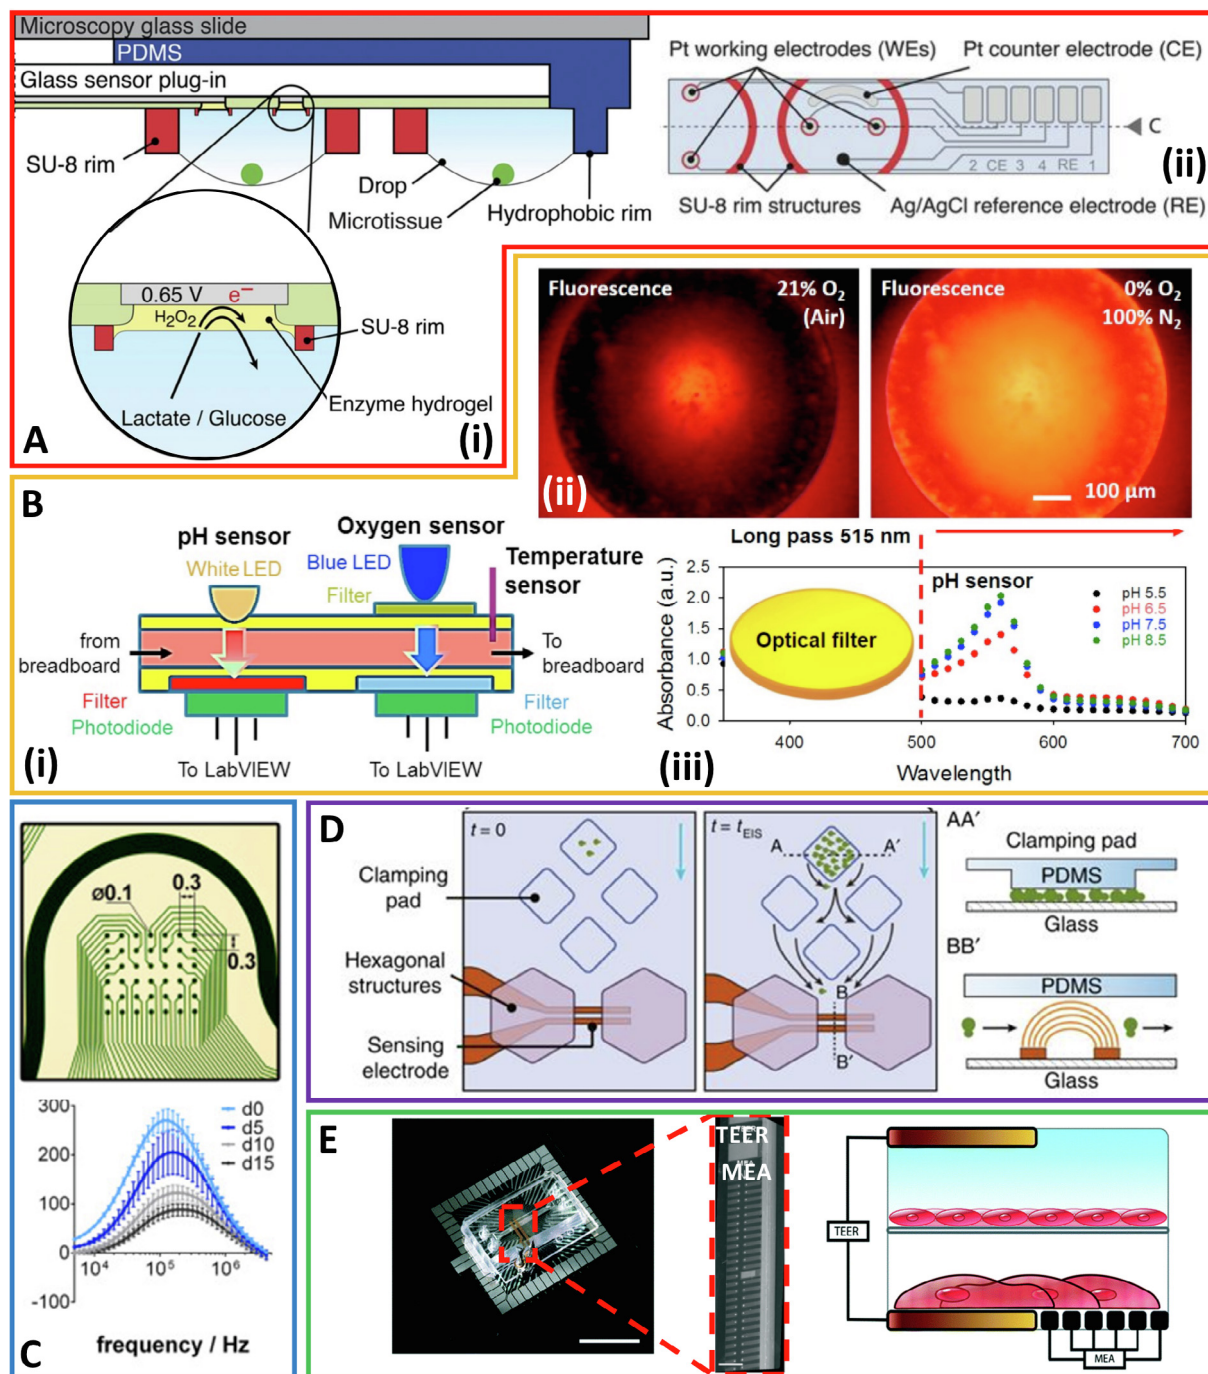 Microscopy glass slide
PDMS
Glass sensor plug-in
SU-8 rim
Drop
Microtissue
Hydrophobic rim
0.65 V e−
H2O2
SU-8 rim
Enzyme hydrogel
Lactate / Glucose
A
(i)
Pt working electrodes (WEs)
Pt counter electrode (CE)
C
2 CE 3 4 RE 1
(ii)
SU-8 rim structures
Ag/AgCl reference electrode (RE)
B
Fluorescence
21% O2
(Air)
(ii)
Fluorescence
0% O2
100% N2
100 µm
pH sensor
White LED
Oxygen sensor
Blue LED
Filter
Temperature
sensor
from
breadboard
To
breadboard
Filter
Photodiode
Filter
Photodiode
To LabVIEW
To LabVIEW
(i)
Long pass 515 nm
pH sensor
Optical filter
pH 5.5
pH 6.5
pH 7.5
pH 8.5
Absorbance (a.u.)
2.5
2.0
1.5
1.0
0.5
0.0
400 500 600 700
Wavelength
(iii)
ø0.1
0.3
0.3
300
200
100
0
-100
d0
d5
d10
d15
10⁴ 10⁵ 10⁶
frequency / Hz
C
D
t = 0
Clamping
pad
Hexagonal
structures
Sensing
electrode
t = tEIS
A A′
B
B′
AA′
Clamping pad
PDMS
Glass
BB′
PDMS
Glass
E
TEER
MEA
TEER
MEA